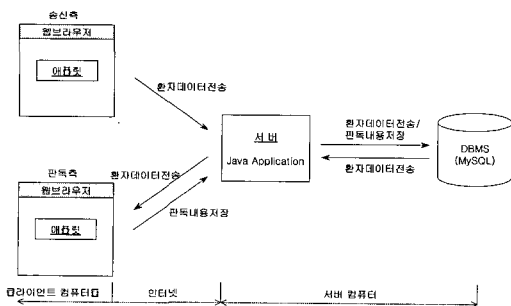 송신측
웹브라우저
애플릿
환자데이터전송
서버
Java Application
환자데이터전송/
판독내용저장
환자데이터전송
DBMS
(MySQL)
환자데이터전송
판독측
웹브라우저
애플릿
판독내용저장
클라이언트 컴퓨터
인터넷
서버 컴퓨터